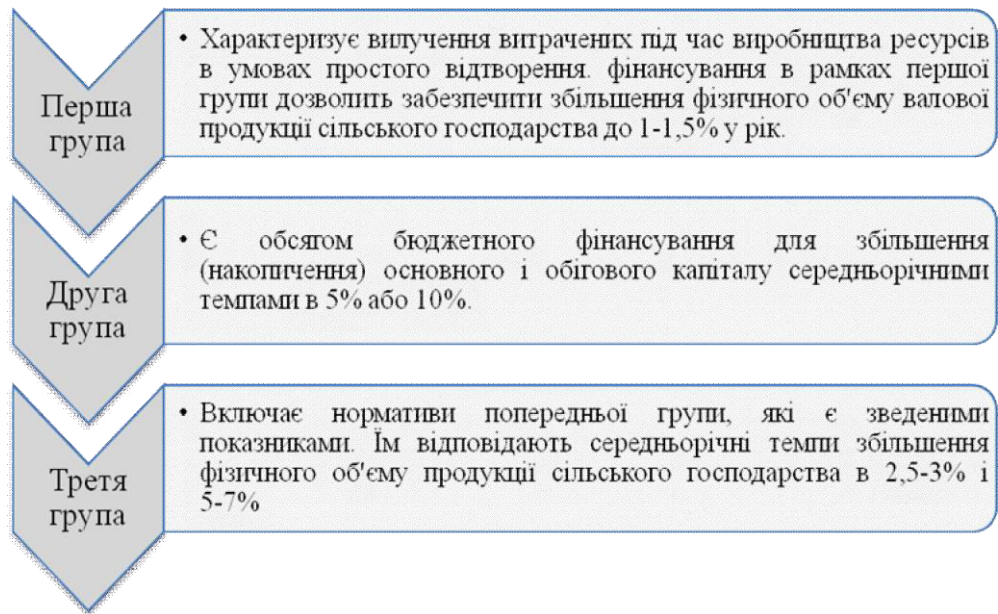 Перша
група
• Характеризує вилучення витрачених під час виробництва ресурсів
в умовах простого відтворення. фінансування в рамках першої
групи дозволить забезпечити збільшення фізичного об'єму валової
продукції сільського господарства до 1-1,5% у рік.
Друга
група
• Є обсягом бюджетного фінансування для збільшення
(накопичення) основного і обігового капіталу середньорічними
темпами в 5% або 10%.
Третя
група
• Включає нормативи попередньої групи, які є зведеними
показниками. Їм відповідають середньорічні темпи збільшення
фізичного об'єму продукції сільського господарства в 2,5-3% і
5-7%